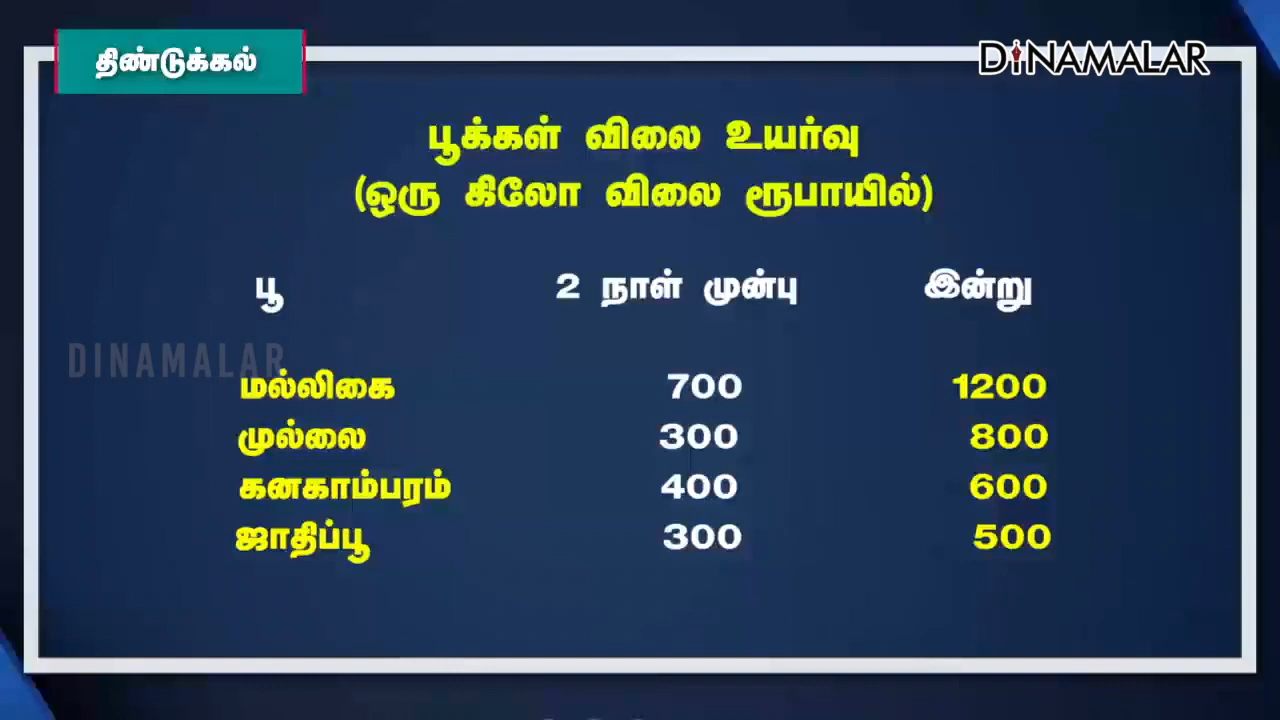 திண்டுக்கல்
DINAMALAR
பூக்கள் விலை உயர்வு
(ஒரு கிலோ விலை ரூபாயில்)
பூ 2 நாள் முன்பு இன்று
DINAMALAR
மல்லிகை 700 1200
முல்லை 300 800
கனகாம்பரம் 400 600
ஜாதிப்பூ 300 500